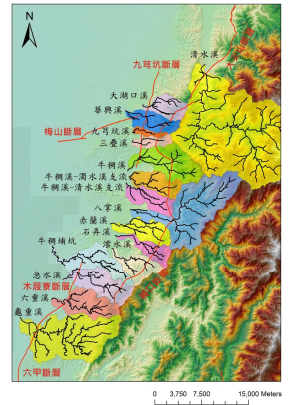 N
清水溪
九芎坑斷層
大湖口溪
華興溪
梅山斷層
九芎坑溪
三疊溪
牛稠溪
牛稠溪-濁水溪支流
牛稠溪-清水溪支流
八掌溪
赤蘭溪
石弄溪
澐水溪
牛稠埔坑
急水溪
木屐寮斷層
六重溪
龜重溪
六甲斷層
0 3,750 7,500 15,000 Meters